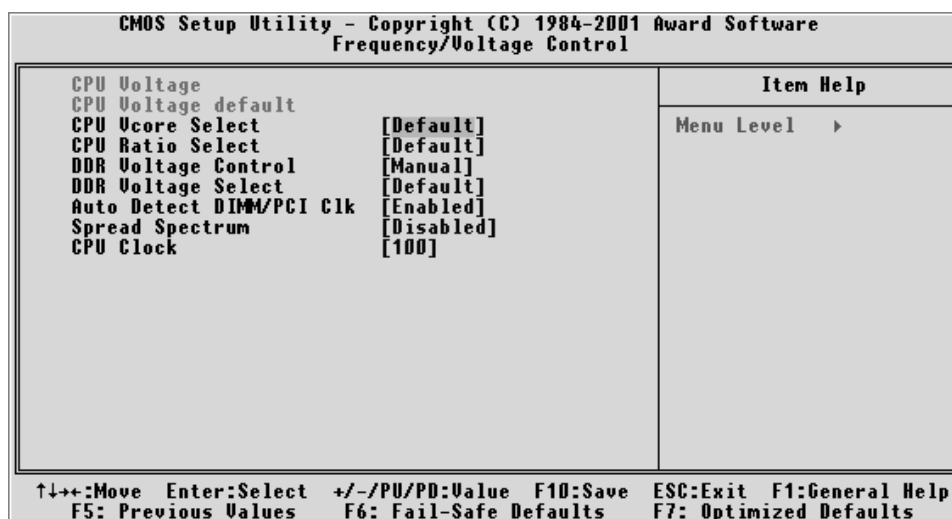 CMOS Setup Utility - Copyright (C) 1984-2001 Award Software
Frequency/Voltage Control
CPU Voltage
CPU Voltage default
CPU Vcore Select [Default]
CPU Ratio Select [Default]
DDR Voltage Control [Manual]
DDR Voltage Select [Default]
Auto Detect DIMM/PCI Clk [Enabled]
Spread Spectrum [Disabled]
CPU Clock [100]
Item Help
Menu Level ▸
↑↓→←:Move Enter:Select +/-/PU/PD:Value F10:Save ESC:Exit F1:General Help
F5: Previous Values F6: Fail-Safe Defaults F7: Optimized Defaults